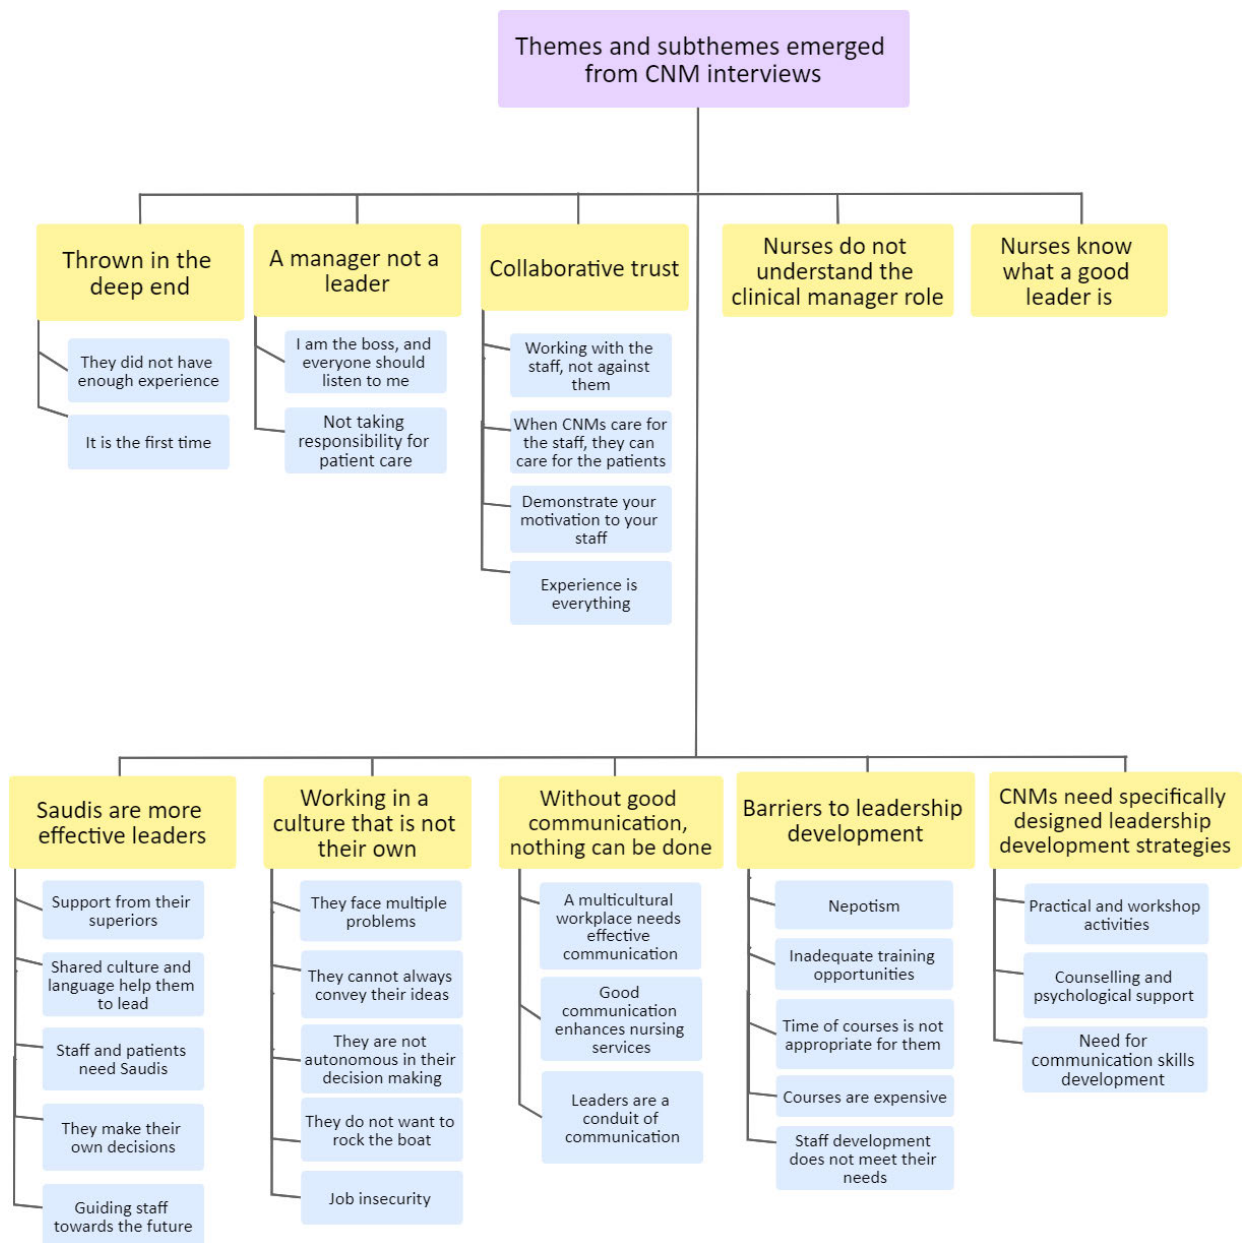 Themes and subthemes emerged
from CNM interviews
Thrown in the
deep end
They did not have
enough experience
It is the first time
A manager not a
leader
I am the boss, and
everyone should
listen to me
Not taking
responsibility for
patient care
Collaborative trust
Working with the
staff, not against
them
When CNMs care for
the staff, they can
care for the patients
Demonstrate your
motivation to your
staff
Experience is
everything
Nurses do not
understand the
clinical manager role
Nurses know
what a good
leader is
Saudis are more
effective leaders
Support from their
superiors
Shared culture and
language help them
to lead
Staff and patients
need Saudis
They make their
own decisions
Guiding staff
towards the future
Working in a
culture that is not
their own
They face multiple
problems
They cannot always
convey their ideas
They are not
autonomous in their
decision making
They do not want to
rock the boat
Job insecurity
Without good
communication,
nothing can be done
A multicultural
workplace needs
effective
communication
Good
communication
enhances nursing
services
Leaders are a
conduit of
communication
Barriers to leadership
development
Nepotism
Inadequate training
opportunities
Time of courses is not
appropriate for them
Courses are expensive
Staff development
does not meet their
needs
CNMs need specifically
designed leadership
development strategies
Practical and workshop
activities
Counselling and
psychological support
Need for
communication skills
development